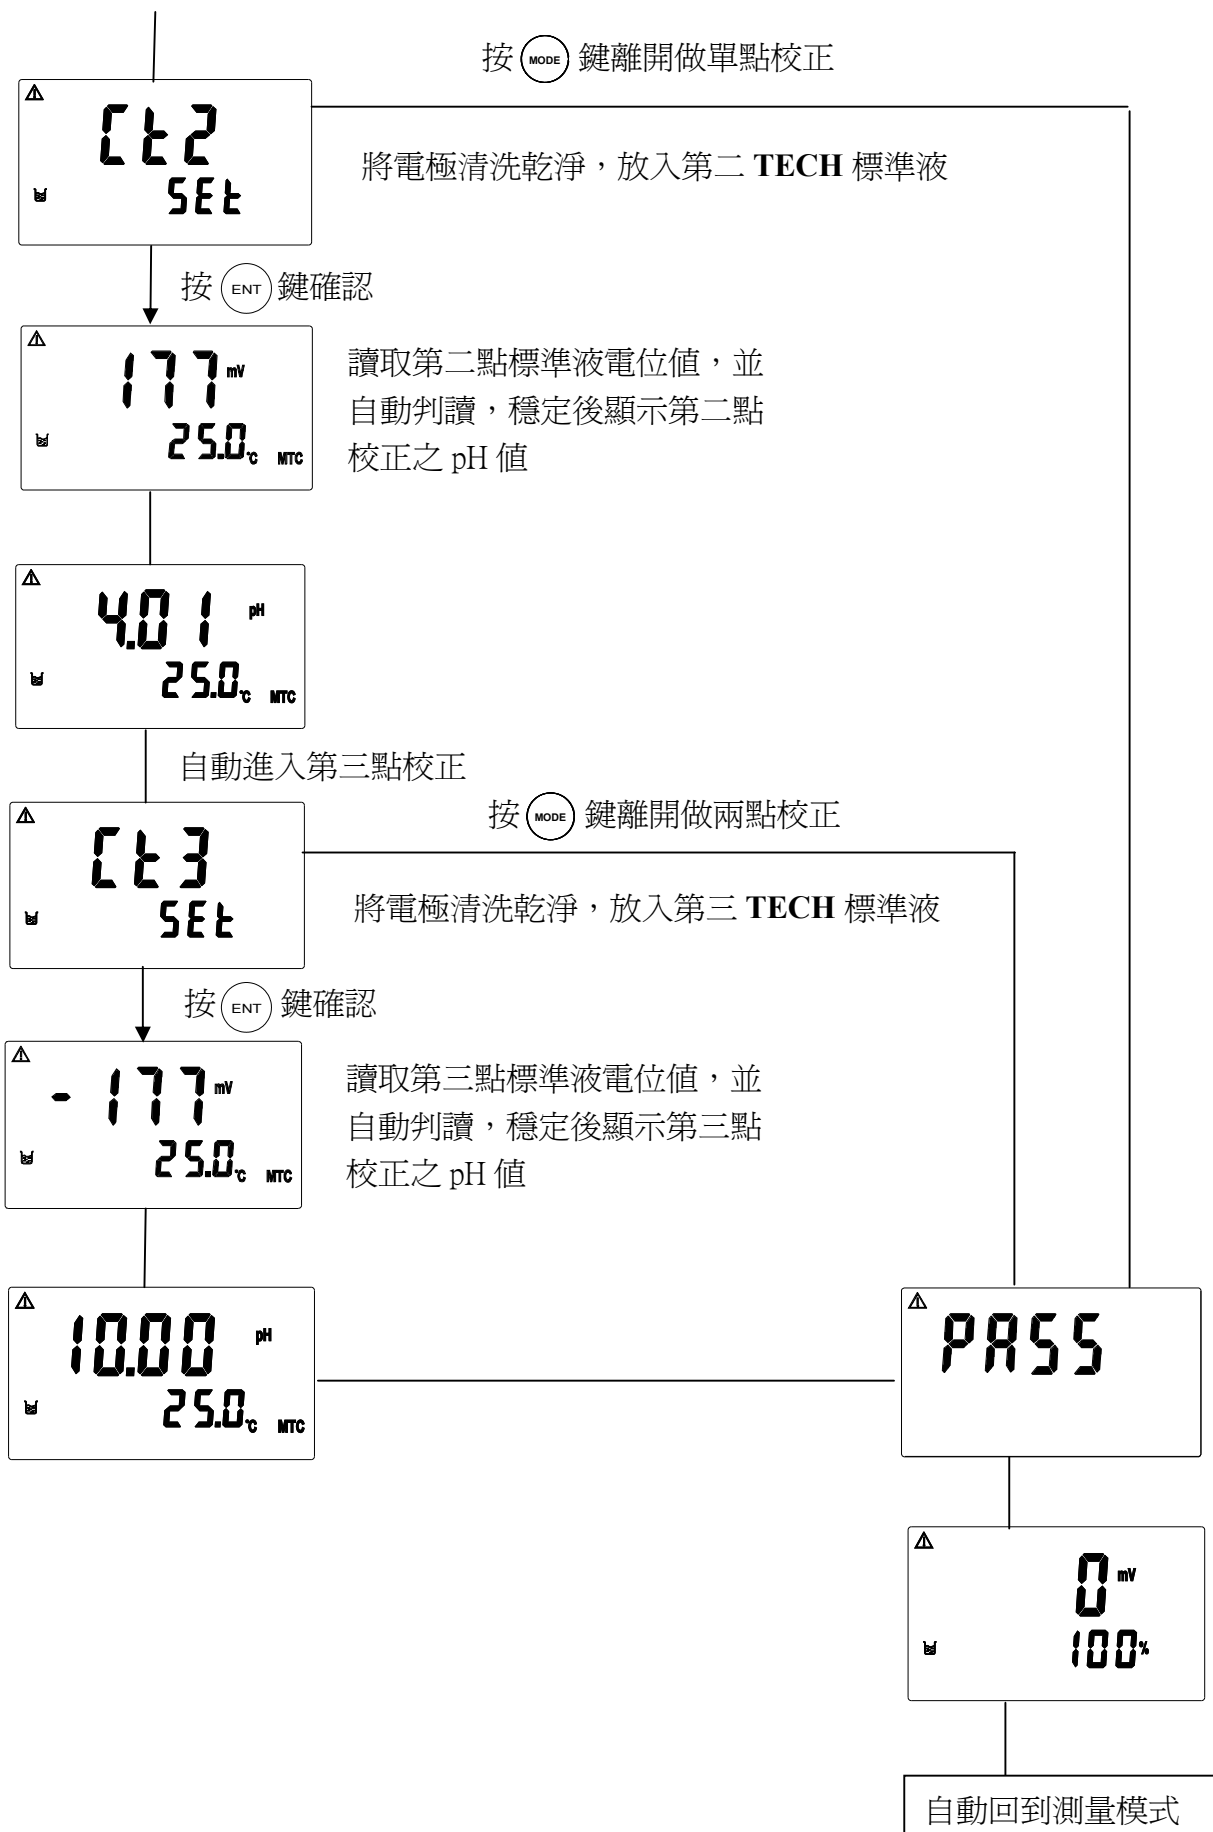 按 MODE 鍵離開做單點校正
Ct2
SEt
將電極清洗乾淨，放入第二 TECH 標準液
按 ENT 鍵確認
177 mV
25.0 ℃ MTC
讀取第二點標準液電位值，並
自動判讀，穩定後顯示第二點
校正之 pH 值
4.01 pH
25.0 ℃ MTC
自動進入第三點校正
按 MODE 鍵離開做兩點校正
Ct3
SEt
將電極清洗乾淨，放入第三 TECH 標準液
按 ENT 鍵確認
-177 mV
25.0 ℃ MTC
讀取第三點標準液電位值，並
自動判讀，穩定後顯示第三點
校正之 pH 值
10.00 pH
25.0 ℃ MTC
PASS
0 mV
100 %
自動回到測量模式